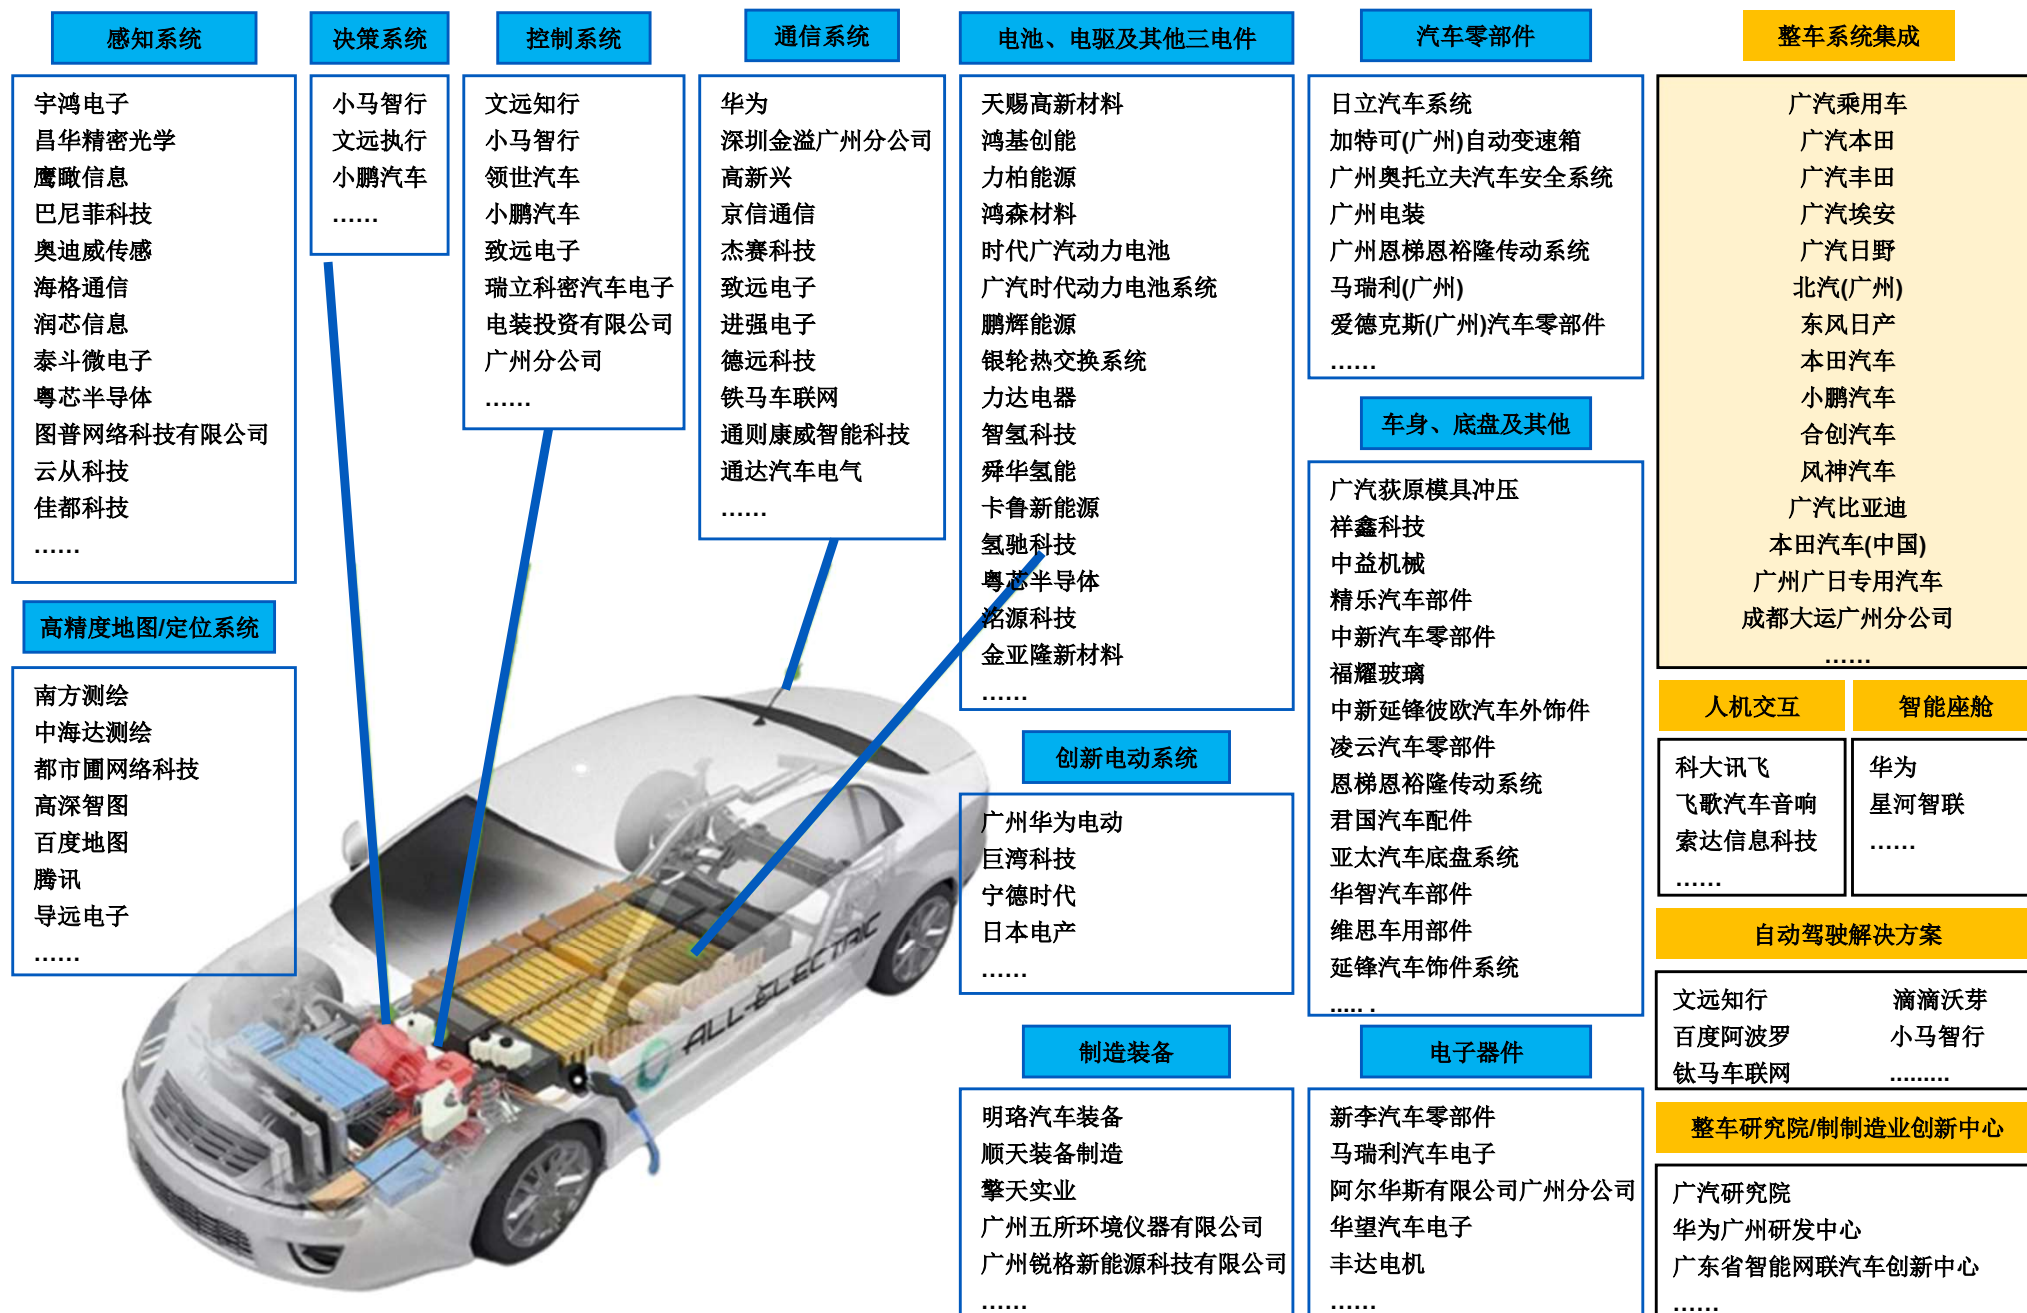 感知系统
宇鸿电子
昌华精密光学
鹰瞰信息
巴尼菲科技
奥迪威传感
海格通信
润芯信息
泰斗微电子
粤芯半导体
图普网络科技有限公司
云从科技
佳都科技
......
高精度地图/定位系统
南方测绘
中海达测绘
都市圃网络科技
高深智图
百度地图
腾讯
导远电子
......
决策系统
小马智行
文远执行
小鹏汽车
......
控制系统
文远知行
小马智行
领世汽车
小鹏汽车
致远电子
瑞立科密汽车电子
电装投资有限公司
广州分公司
......
通信系统
华为
深圳金溢广州分公司
高新兴
京信通信
杰赛科技
致远电子
进强电子
德远科技
铁马车联网
通则康威智能科技
通达汽车电气
......
电池、电驱及其他三电件
天赐高新材料
鸿基创能
力柏能源
鸿森材料
时代广汽动力电池
广汽时代动力电池系统
鹏辉能源
银轮热交换系统
力达电器
智氢科技
舜华氢能
卡鲁新能源
氢驰科技
粤芯半导体
洺源科技
金亚隆新材料
......
创新电动系统
广州华为电动
巨湾科技
宁德时代
日本电产
......
制造装备
明珞汽车装备
顺天装备制造
擎天实业
广州五所环境仪器有限公司
广州锐格新能源科技有限公司
......
汽车零部件
日立汽车系统
加特可(广州)自动变速箱
广州奥托立夫汽车安全系统
广州电装
广州恩梯恩裕隆传动系统
马瑞利(广州)
爱德克斯(广州)汽车零部件
......
车身、底盘及其他
广汽荻原模具冲压
祥鑫科技
中益机械
精乐汽车部件
中新汽车零部件
福耀玻璃
中新延锋彼欧汽车外饰件
凌云汽车零部件
恩梯恩裕隆传动系统
君国汽车配件
亚太汽车底盘系统
华智汽车部件
维思车用部件
延锋汽车饰件系统
..... .
电子器件
新李汽车零部件
马瑞利汽车电子
阿尔华斯有限公司广州分公司
华望汽车电子
丰达电机
......
整车系统集成
广汽乘用车
广汽本田
广汽丰田
广汽埃安
广汽日野
北汽(广州)
东风日产
本田汽车
小鹏汽车
合创汽车
风神汽车
广汽比亚迪
本田汽车(中国)
广州广日专用汽车
成都大运广州分公司
......
人机交互
科大讯飞
飞歌汽车音响
索达信息科技
......
智能座舱
华为
星河智联
......
自动驾驶解决方案
文远知行 滴滴沃芽
百度阿波罗 小马智行
钛马车联网 .........
整车研究院/制制造业创新中心
广汽研究院
华为广州研发中心
广东省智能网联汽车创新中心
......
ALL-ELECTRIC